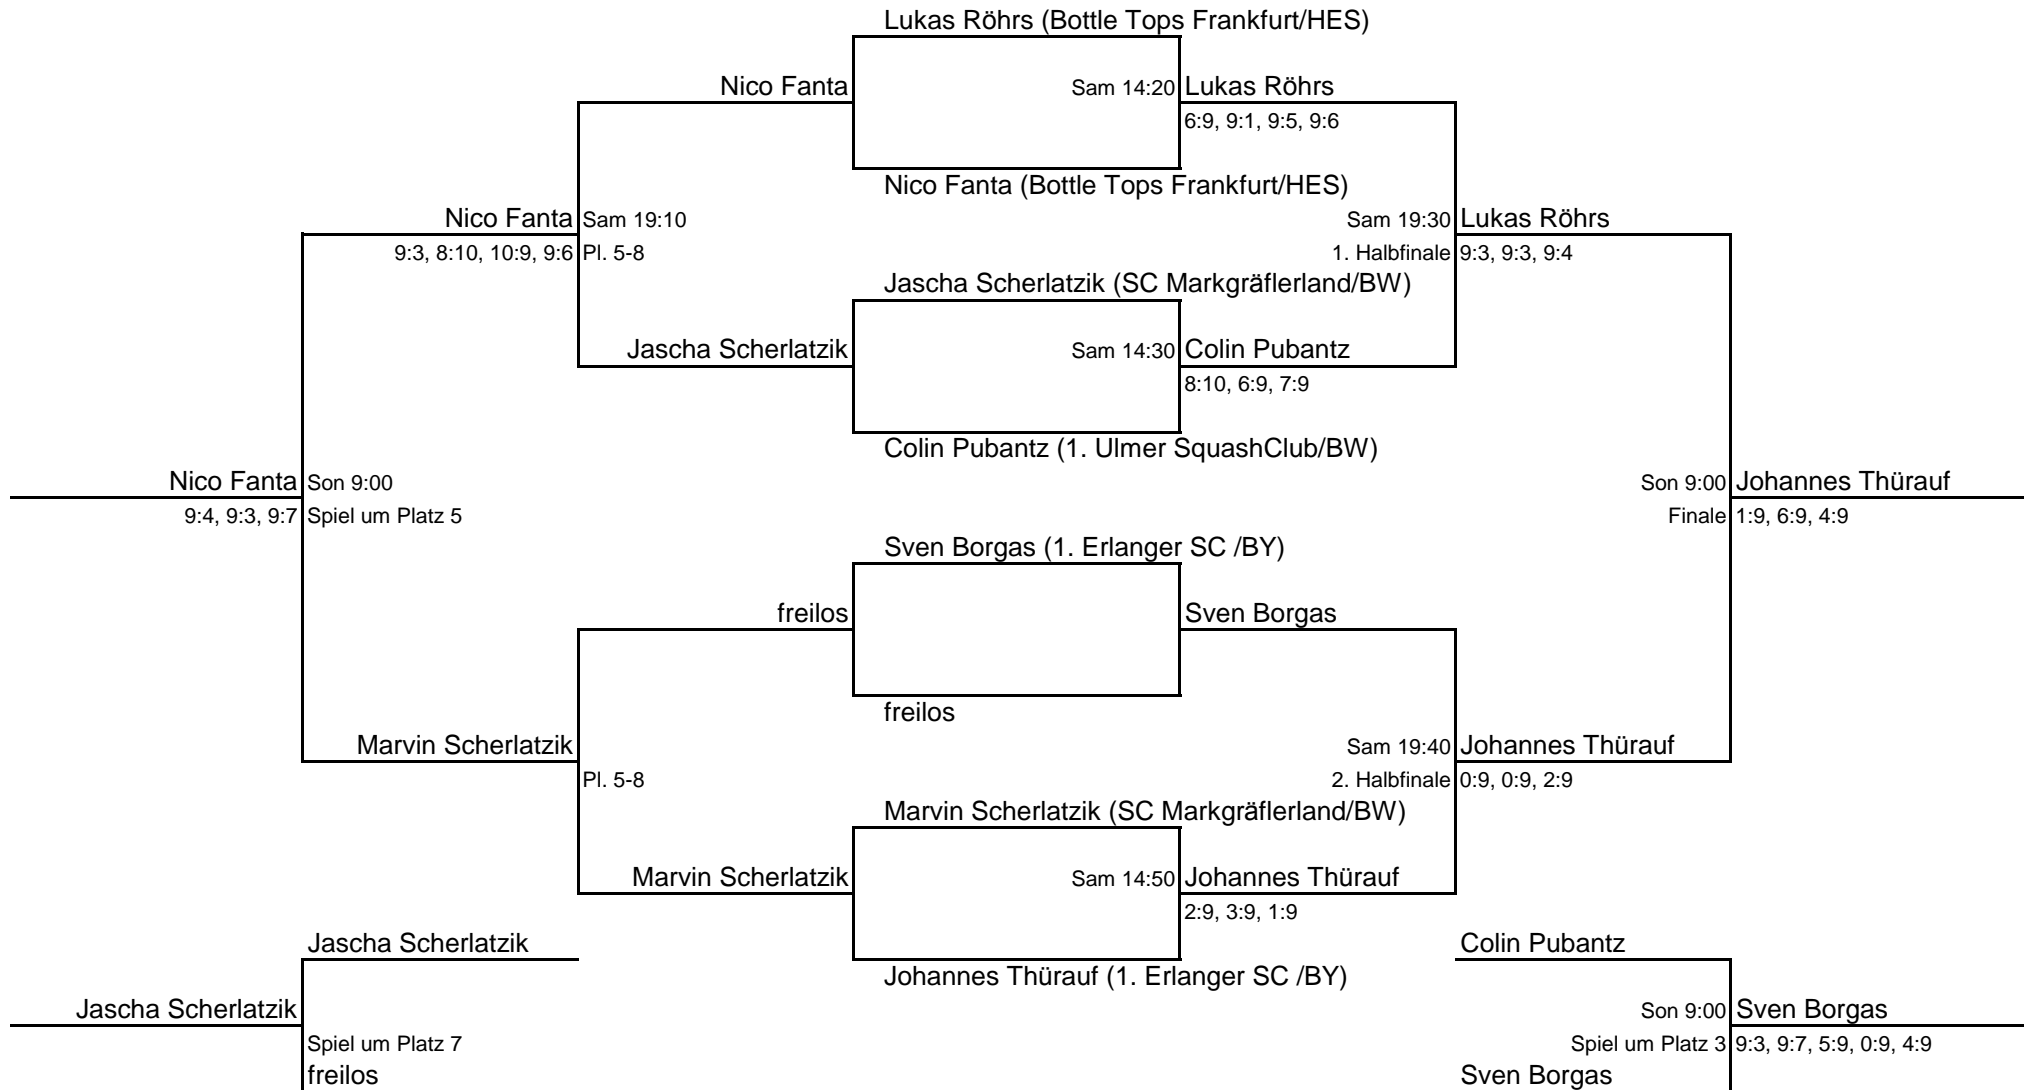 Lukas Röhrs (Bottle Tops Frankfurt/HES)
Nico Fanta
Sam 14:20 Lukas Röhrs
6:9, 9:1, 9:5, 9:6
Nico Fanta (Bottle Tops Frankfurt/HES)
Nico Fanta Sam 19:10
Sam 19:30 Lukas Röhrs
9:3, 8:10, 10:9, 9:6 Pl. 5-8
1. Halbfinale 9:3, 9:3, 9:4
Jascha Scherlatzik (SC Markgräflerland/BW)
Jascha Scherlatzik
Sam 14:30 Colin Pubantz
8:10, 6:9, 7:9
Colin Pubantz (1. Ulmer SquashClub/BW)
Nico Fanta Son 9:00
Son 9:00 Johannes Thürauf
9:4, 9:3, 9:7 Spiel um Platz 5
Finale 1:9, 6:9, 4:9
Sven Borgas (1. Erlanger SC /BY)
freilos
Sven Borgas
freilos
Marvin Scherlatzik
Sam 19:40 Johannes Thürauf
Pl. 5-8
2. Halbfinale 0:9, 0:9, 2:9
Marvin Scherlatzik (SC Markgräflerland/BW)
Marvin Scherlatzik
Sam 14:50 Johannes Thürauf
2:9, 3:9, 1:9
Jascha Scherlatzik
Colin Pubantz
Johannes Thürauf (1. Erlanger SC /BY)
Jascha Scherlatzik
Son 9:00 Sven Borgas
Spiel um Platz 7
Spiel um Platz 3 9:3, 9:7, 5:9, 0:9, 4:9
freilos
Sven Borgas